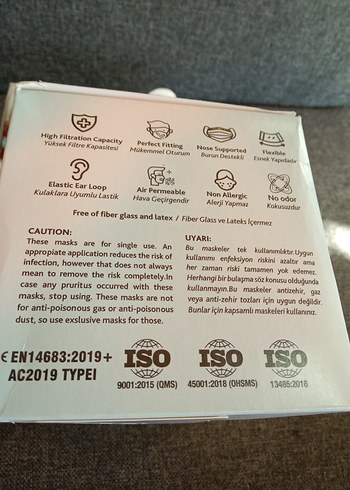 High Filtration Capacity
Yüksek Filtre Kapasitesi
Perfect Fitting
Mükemmel Oturum
Nose Supported
Burun Destekli
Flexible
Esnek Yapıdadır
Elastic Ear Loop
Kulaklara Uyumlu Lastik
Air Permeable
Hava Geçirgendir
Non Allergic
Alerji Yapmaz
No odor
Kokusuzdur
Free of fiber glass and latex / Fiber Glass ve Lateks İçermez
CAUTION:
These masks are for single use. An
appropiate application reduces the risk of
infection, however that does not always
mean to remove the risk completely.In
case any pruritus occurred with these
masks, stop using. These masks are not
for anti-poisonous gas or anti-poisonous
dust, so use exslusive masks for those.
UYARI:
Bu maskeler tek kullanımlıktır.Uygun
kullanımı enfeksiyon riskini azaltır ama
her zaman riski tamamen yok edemez.
Herhangi bir bulaşma söz konusu olduğunda
kullanmayın.Bu maskeler antizehir, gaz
veya anti-zehir tozları için uygun değildir.
Bunlar için kapsamlı maskeleri kullanınız.
CE EN14683:2019+
AC2019 TYPEI
ISO
9001:2015 (QMS)
ISO
45001:2018 (OHSMS)
ISO
13485:2016